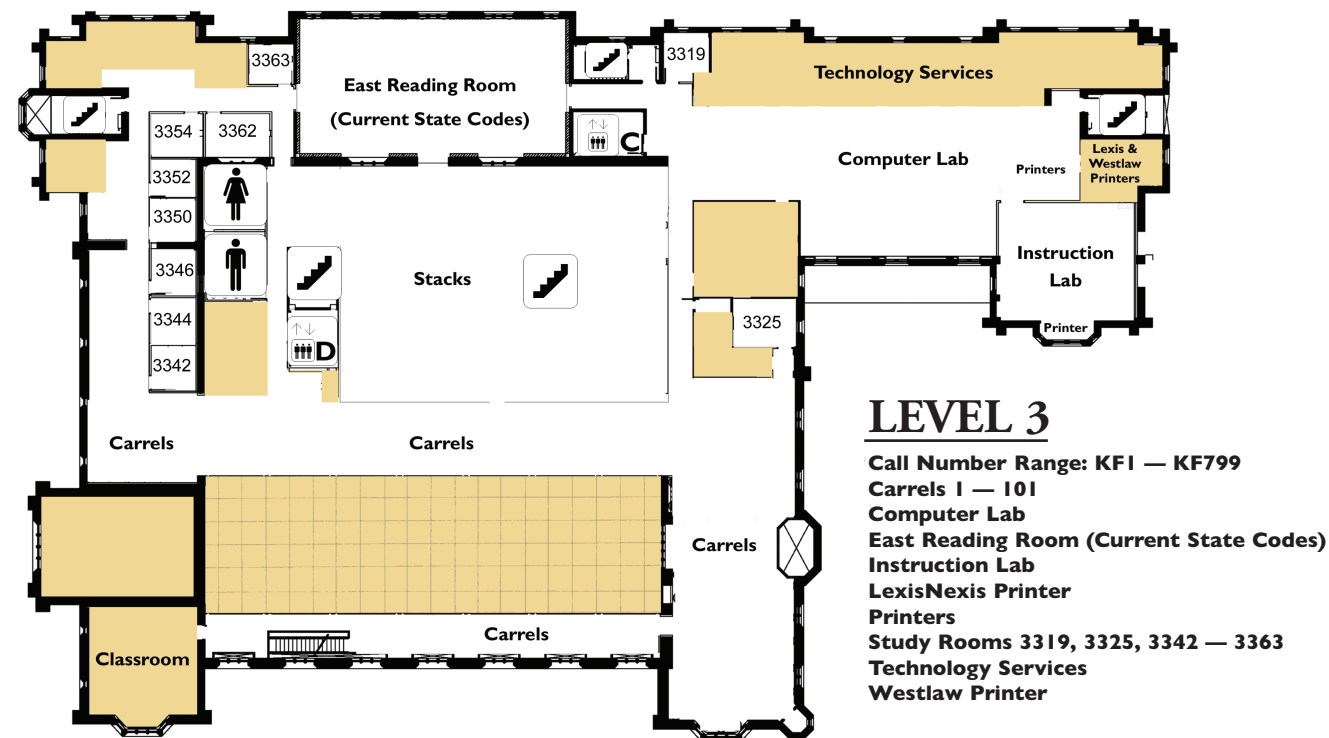 3363
East Reading Room
(Current State Codes)
3319
Technology Services
3354
3362
C
Computer Lab
Printers
Lexis &
Westlaw
Printers
3352
3350
3346
Stacks
Instruction
Lab
3344
D
3325
Printer
3342
Carrels
Carrels
Carrels
Carrels
Classroom
LEVEL 3
Call Number Range: KF1 — KF799
Carrels 1 — 101
Computer Lab
East Reading Room (Current State Codes)
Instruction Lab
LexisNexis Printer
Printers
Study Rooms 3319, 3325, 3342 — 3363
Technology Services
Westlaw Printer